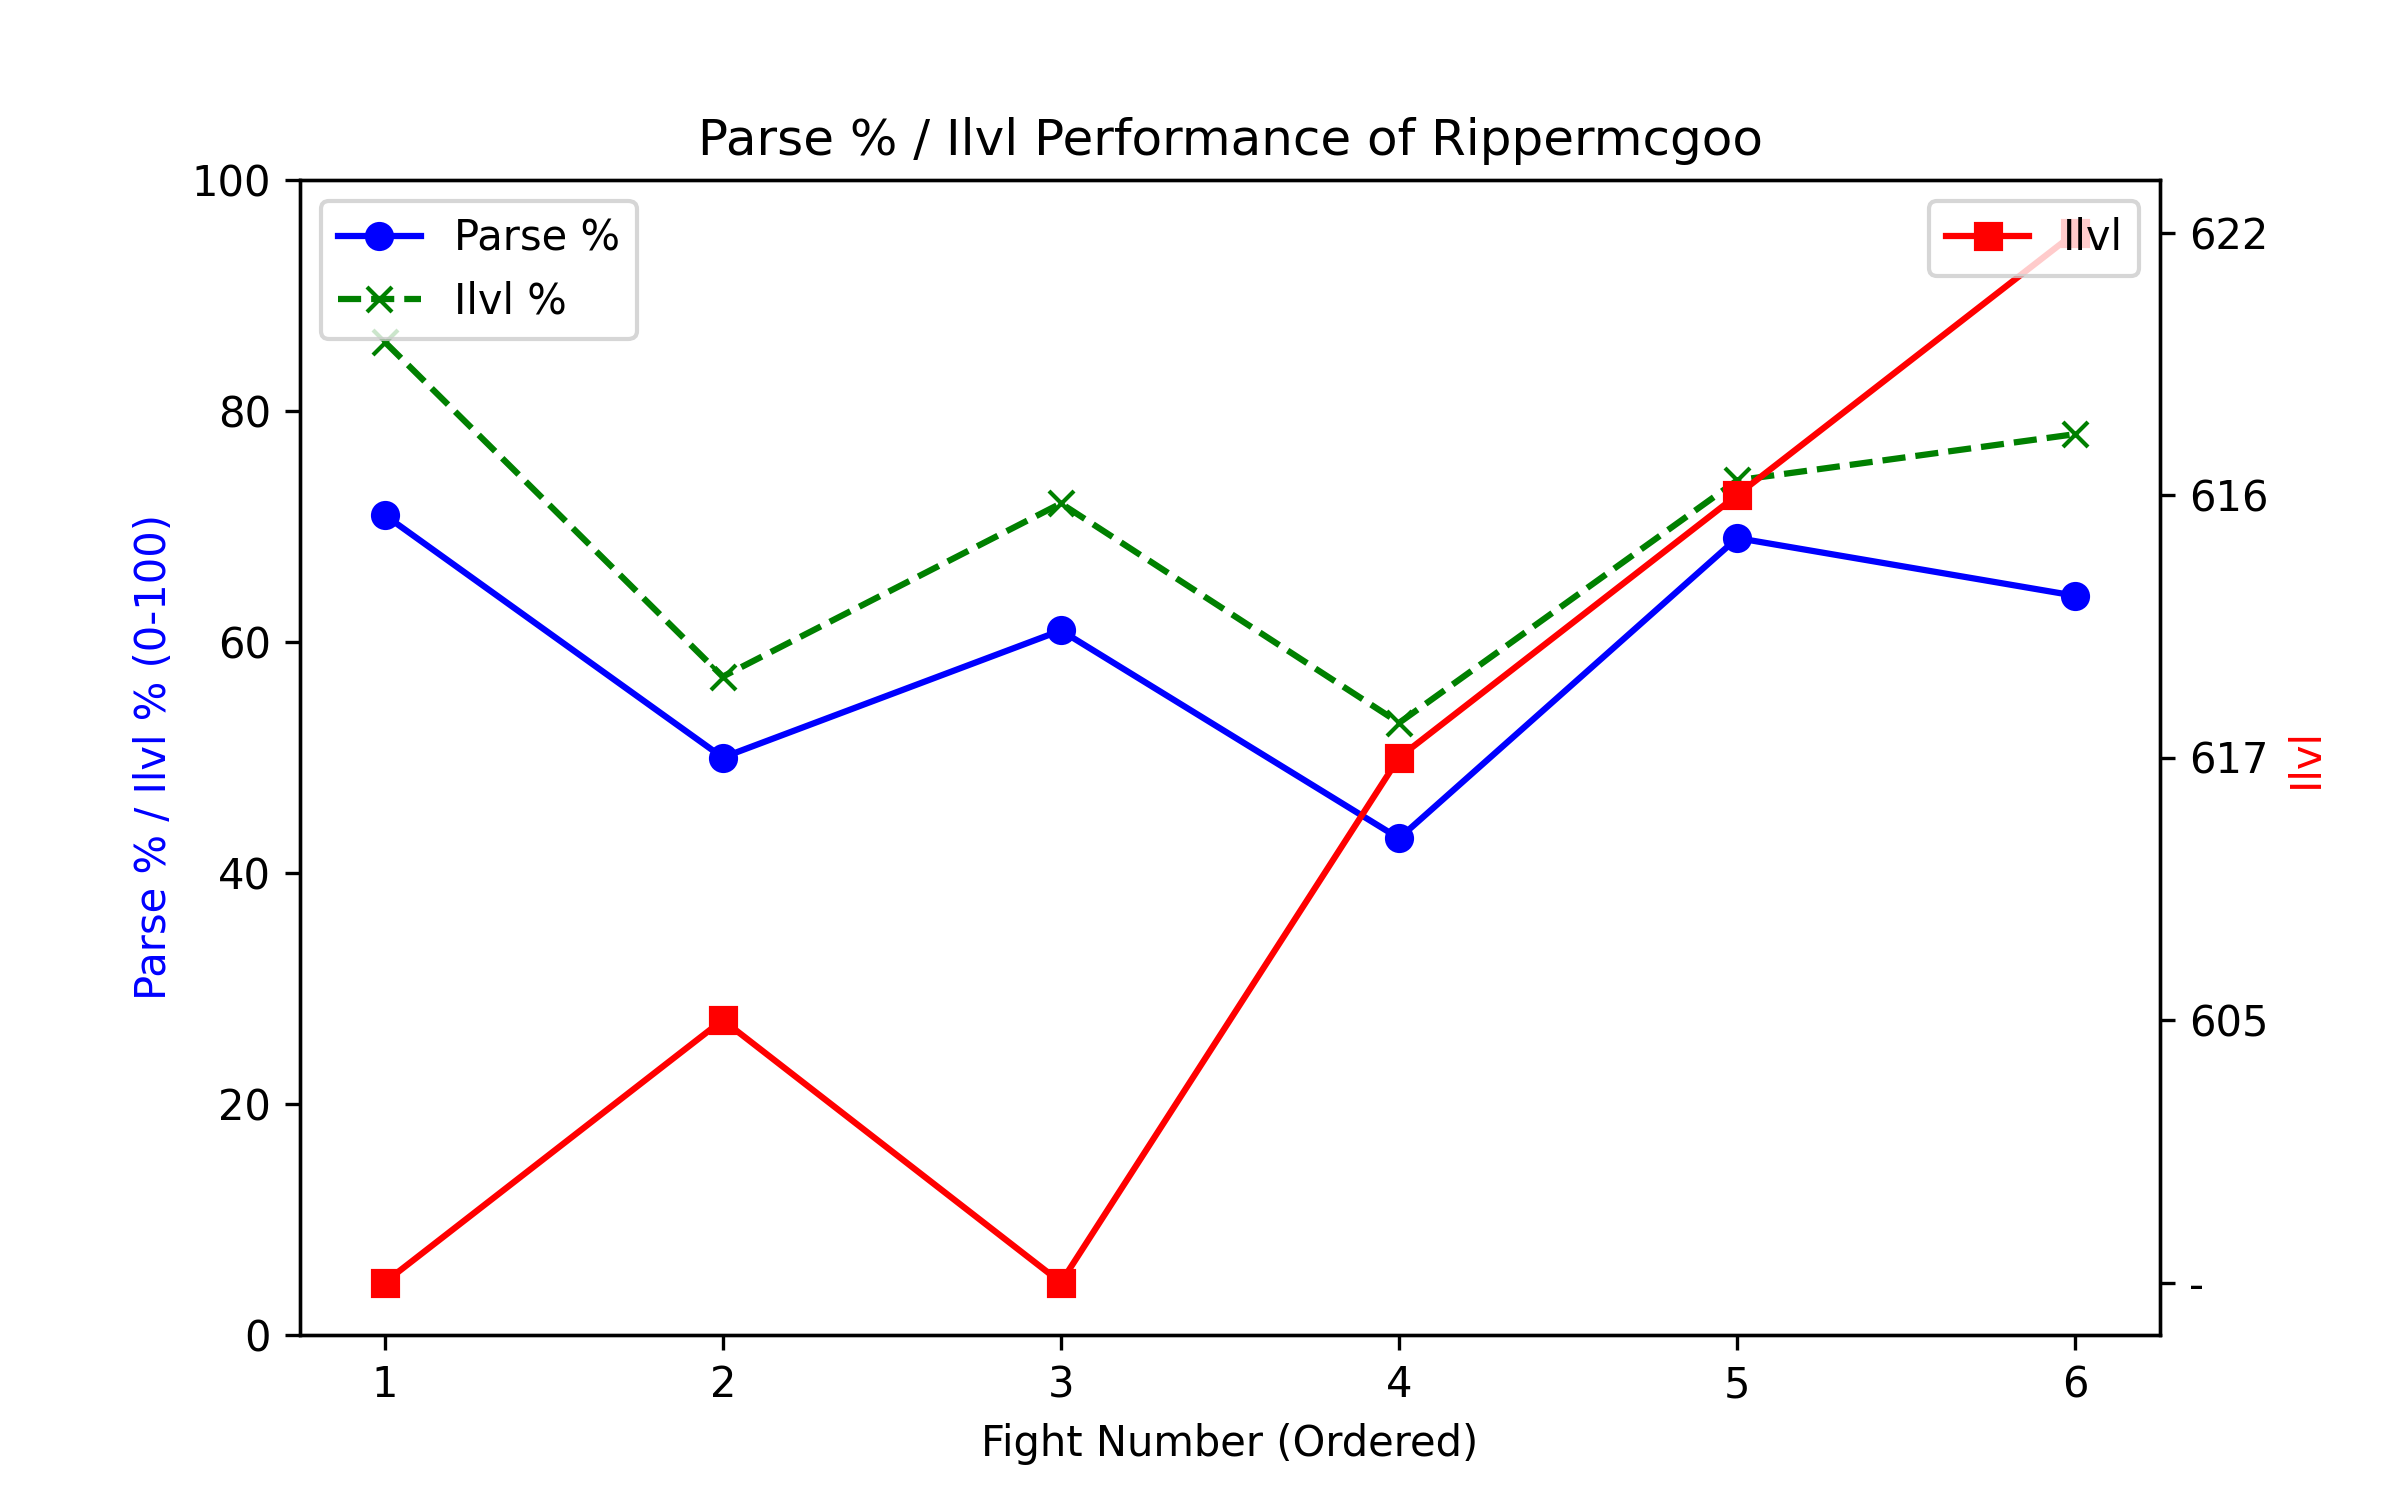 Parse % / Ilvl Performance of Rippermcgoo
Parse %
Ilvl %
Ilvl
100
80
60
40
20
0
Parse % / Ilvl % (0-100)
622
616
617
605
-
Ilvl
1 2 3 4 5 6
Fight Number (Ordered)